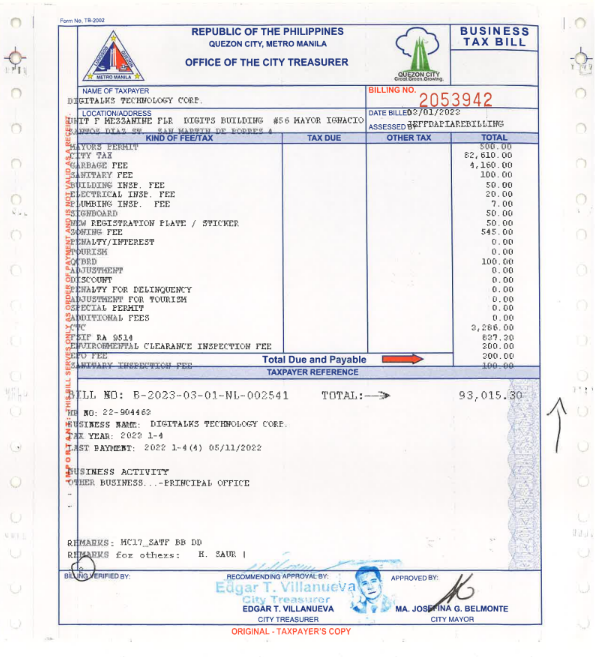 Form No. TR-2002
REPUBLIC OF THE PHILIPPINES
QUEZON CITY, METRO MANILA
OFFICE OF THE CITY TREASURER
METRO MANILA
QUEZON CITY
Great.Green.Growing.
BUSINESS
TAX BILL
NAME OF TAXPAYER
DIGITALKS TECHNOLOGY CORP.
BILLING NO. 2053942
LOCATION/ADDRESS
UNIT F MEZZANINE FLR DIGITS BUILDING #56 MAYOR IGNACIO
SANTOS DIAZ ST. SAN MARTIN DE PORRES 4
DATE BILLED 03/01/2023
ASSESSED BY JEFFDAPIAREBILLING
KIND OF FEE/TAX TAX DUE OTHER TAX TOTAL
MAYORS PERMIT 500.00
CITY TAX 82,610.00
GARBAGE FEE 4,160.00
SANITARY FEE 100.00
BUILDING INSP. FEE 50.00
ELECTRICAL INSP. FEE 20.00
PLUMBING INSP. FEE 7.00
SIGNBOARD 50.00
NEW REGISTRATION PLATE / STICKER 50.00
ZONING FEE 545.00
PENALTY/INTEREST 0.00
TOURISM 0.00
QCBRD 100.00
ADJUSTMENT 0.00
DISCOUNT 0.00
PENALTY FOR DELINQUENCY 0.00
ADJUSTMENT FOR TOURISM 0.00
SPECIAL PERMIT 0.00
ADDITIONAL FEES 0.00
CTC 3,286.00
FSIF RA 9514 837.30
ENVIRONMENTAL CLEARANCE INSPECTION FEE 200.00
EPO FEE 200.00
Total Due and Payable
SANITARY INSPECTION FEE 100.00
TAXPAYER REFERENCE
BILL NO: B-2023-03-01-NL-002541 TOTAL:--> 93,015.30
MP NO: 22-904463
BUSINESS NAME: DIGITALKS TECHNOLOGY CORP.
TAX YEAR: 2022 1-4
LAST PAYMENT: 2022 1-4(4) 05/11/2022
BUSINESS ACTIVITY
OTHER BUSINESS...-PRINCIPAL OFFICE
REMARKS: MC17_SATF BB DD
REMARKS for others: H. SAUR |
IMPORTANT: THIS BILL SERVES ONLY AS ORDER OF PAYMENT AND IS NOT VALID AS A RECEIPT
BILLING VERIFIED BY:
RECOMMENDING APPROVAL BY:
Edgar T. Villanueva
City Treasurer
EDGAR T. VILLANUEVA
CITY TREASURER
APPROVED BY:
MA. JOSEFINA G. BELMONTE
CITY MAYOR
ORIGINAL - TAXPAYER'S COPY